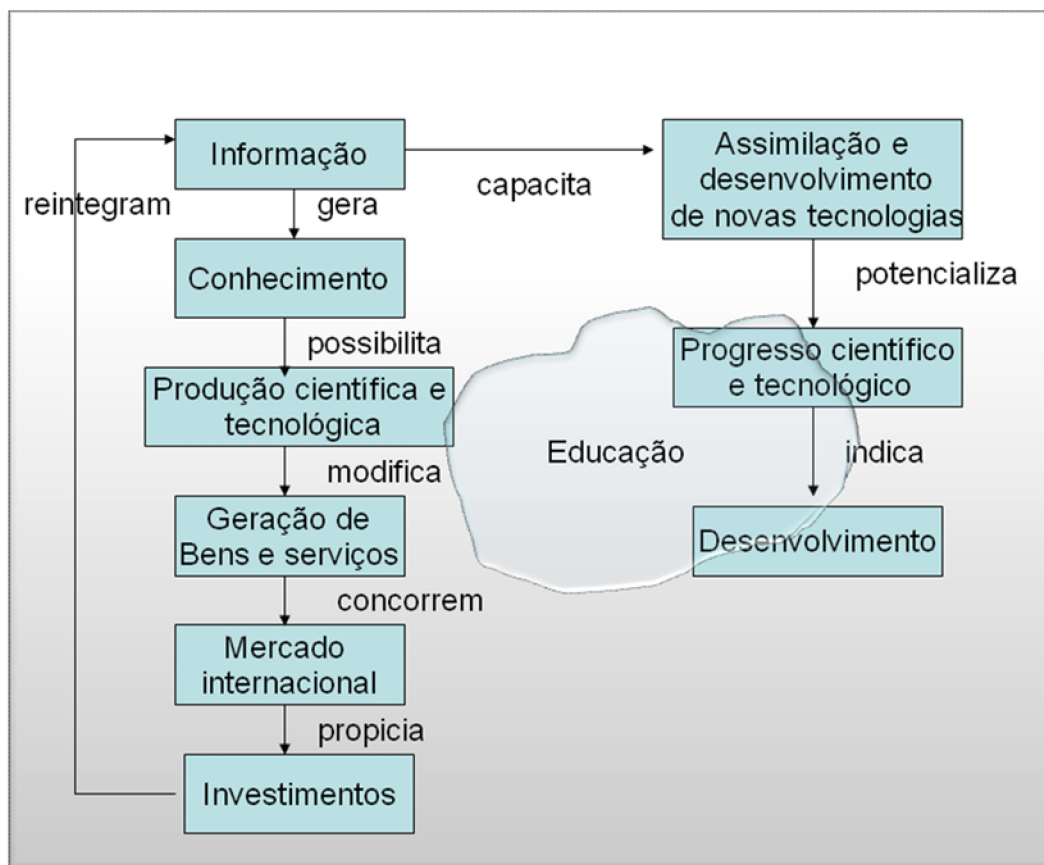 Informação
Assimilação e
desenvolvimento
de novas tecnologias
capacita
reintegram
gera
Conhecimento
potencializa
possibilita
Progresso científico
e tecnológico
Produção científica e
tecnológica
Educação
indica
modifica
Geração de
Bens e serviços
Desenvolvimento
concorrem
Mercado
internacional
propicia
Investimentos